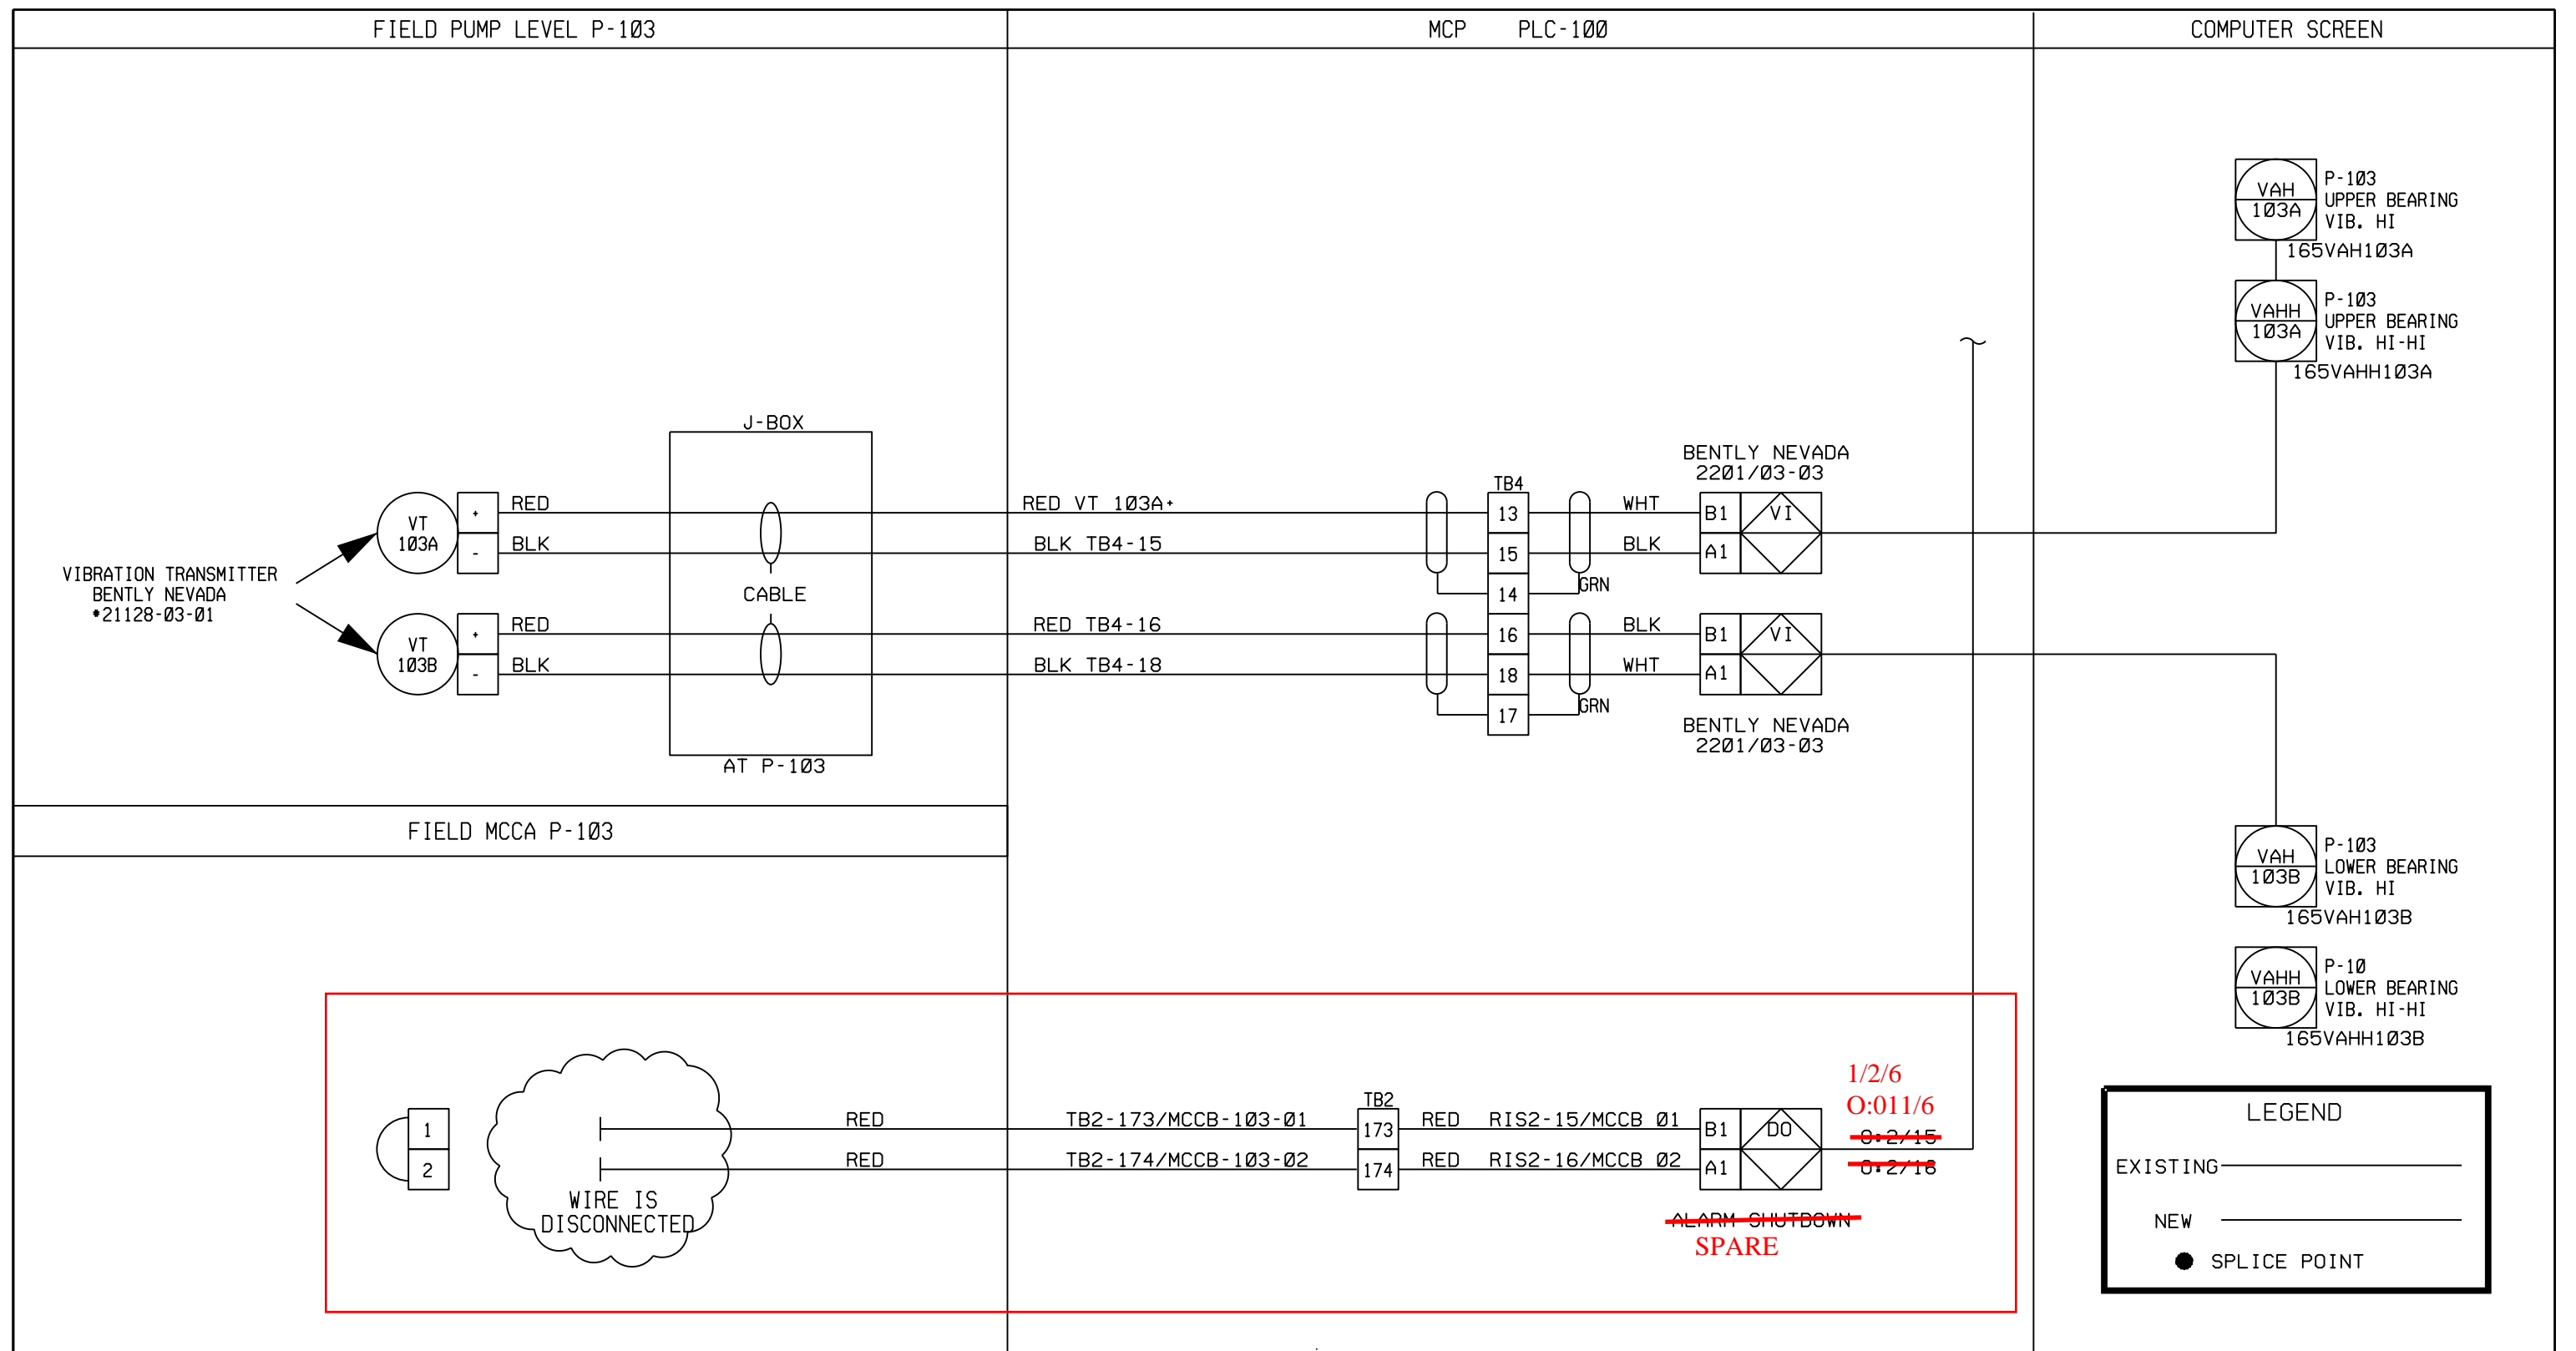 FIELD PUMP LEVEL P-103
MCP PLC-100
COMPUTER SCREEN
VAH
103A
P-103
UPPER BEARING
VIB. HI
165VAH103A
VAHH
103A
P-103
UPPER BEARING
VIB. HI-HI
165VAHH103A
J-BOX
VIBRATION TRANSMITTER
BENTLY NEVADA
*21128-03-01
VT
103A
+
-
RED
BLK
CABLE
VT
103B
+
-
RED
BLK
AT P-103
RED VT 103A+
BLK TB4-15
RED TB4-16
BLK TB4-18
TB4
13
15
14
16
18
17
WHT
BLK
GRN
BLK
WHT
GRN
BENTLY NEVADA
2201/03-03
B1
A1
VI
B1
A1
VI
BENTLY NEVADA
2201/03-03
VAH
103B
P-103
LOWER BEARING
VIB. HI
165VAH103B
VAHH
103B
P-10
LOWER BEARING
VIB. HI-HI
165VAHH103B
FIELD MCCA P-103
1
2
WIRE IS
DISCONNECTED
RED
RED
TB2-173/MCCB-103-01
TB2-174/MCCB-103-02
TB2
173
174
RED RIS2-15/MCCB 01
RED RIS2-16/MCCB 02
B1
A1
DO
1/2/6
O:011/6
O:2/15
O:2/16
ALARM SHUTDOWN
SPARE
LEGEND
EXISTING
NEW
SPLICE POINT